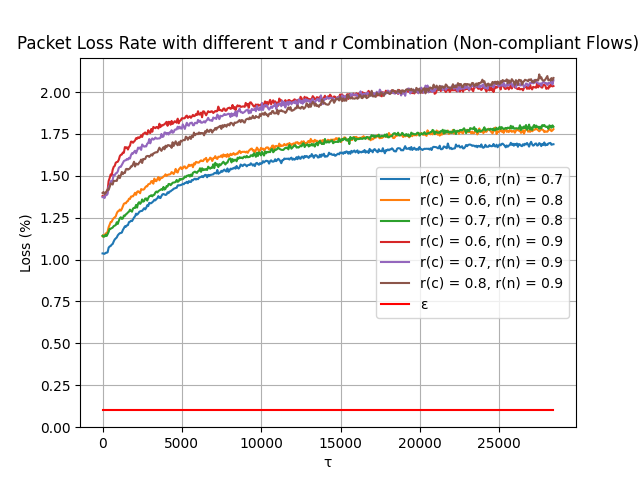 Packet Loss Rate with different τ and r Combination (Non-compliant Flows)
Loss (%)
2.00
1.75
1.50
1.25
1.00
0.75
0.50
0.25
0.00
r(c) = 0.6, r(n) = 0.7
r(c) = 0.6, r(n) = 0.8
r(c) = 0.7, r(n) = 0.8
r(c) = 0.6, r(n) = 0.9
r(c) = 0.7, r(n) = 0.9
r(c) = 0.8, r(n) = 0.9
ε
0 5000 10000 15000 20000 25000
τ